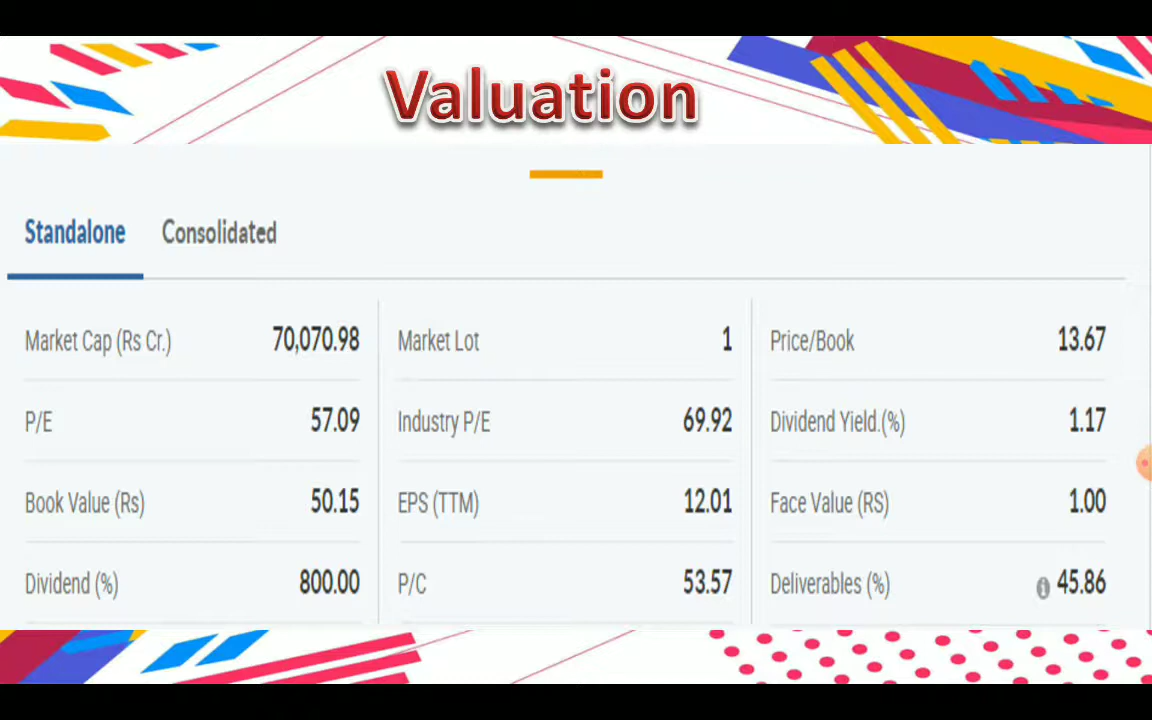 Valuation
Standalone Consolidated
Market Cap (Rs Cr.) 70,070.98 Market Lot 1 Price/Book 13.67
P/E 57.09 Industry P/E 69.92 Dividend Yield.(%) 1.17
Book Value (Rs) 50.15 EPS (TTM) 12.01 Face Value (RS) 1.00
Dividend (%) 800.00 P/C 53.57 Deliverables (%) 45.86